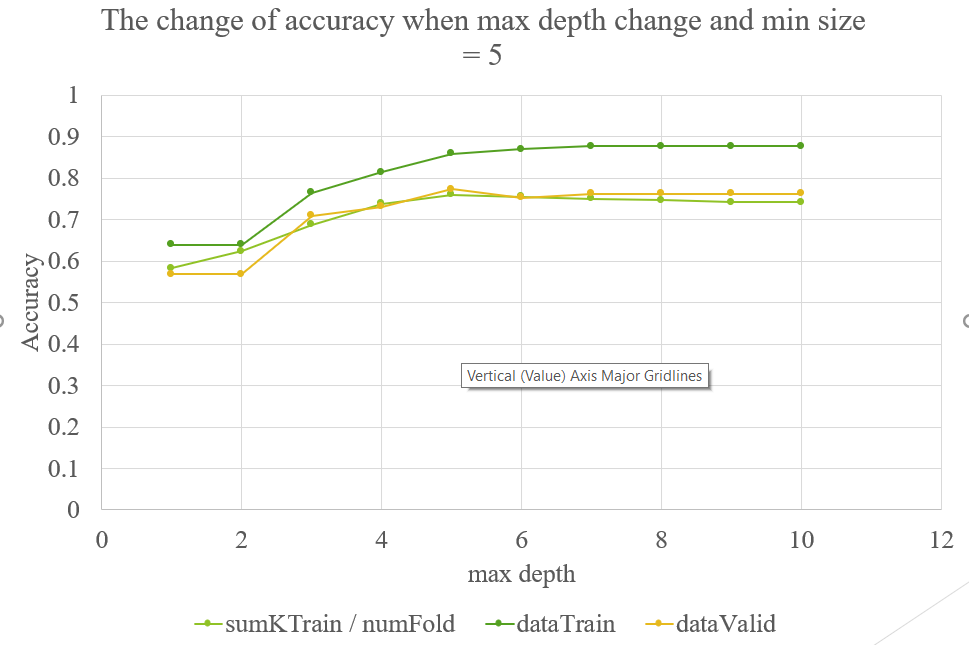 The change of accuracy when max depth change and min size
= 5
1
0.9
0.8
0.7
0.6
0.5
0.4
0.3
0.2
0.1
0
Accuracy
Vertical (Value) Axis Major Gridlines
0 2 4 6 8 10 12
max depth
sumKTrain / numFold dataTrain dataValid